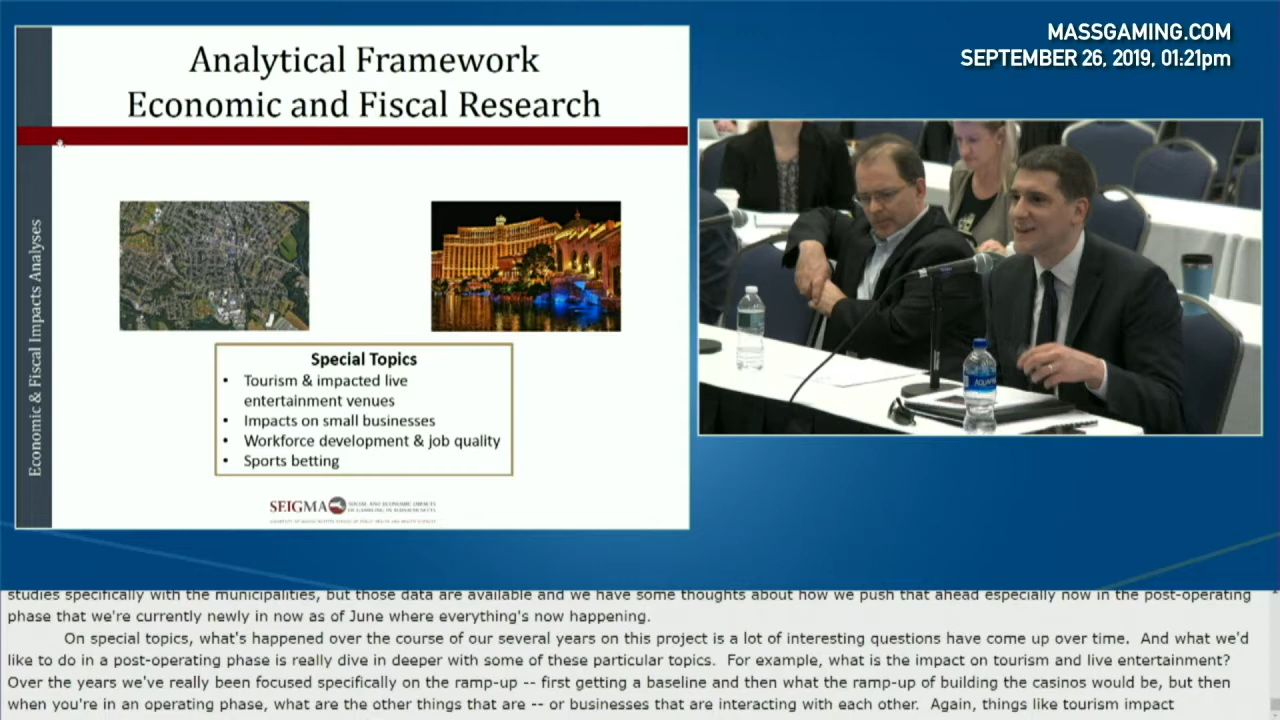 MASSGAMING.COM
SEPTEMBER 26, 2019, 01:21pm
Analytical Framework
Economic and Fiscal Research
Economic & Fiscal Impacts Analyses
Special Topics
• Tourism & impacted live
entertainment venues
• Impacts on small businesses
• Workforce development & job quality
• Sports betting
SEIGMA
SOCIAL AND ECONOMIC IMPACTS
OF GAMBLING IN MASSACHUSETTS
AQUAFINA
studies specifically with the municipalities, but those data are available and we have some thoughts about how we push that ahead especially now in the post-operating
phase that we're currently newly in now as of June where everything's now happening.
On special topics, what's happened over the course of our several years on this project is a lot of interesting questions have come up over time. And what we'd
like to do in a post-operating phase is really dive in deeper with some of these particular topics. For example, what is the impact on tourism and live entertainment?
Over the years we've really been focused specifically on the ramp-up -- first getting a baseline and then what the ramp-up of building the casinos would be, but then
when you're in an operating phase, what are the other things that are -- or businesses that are interacting with each other. Again, things like tourism impact